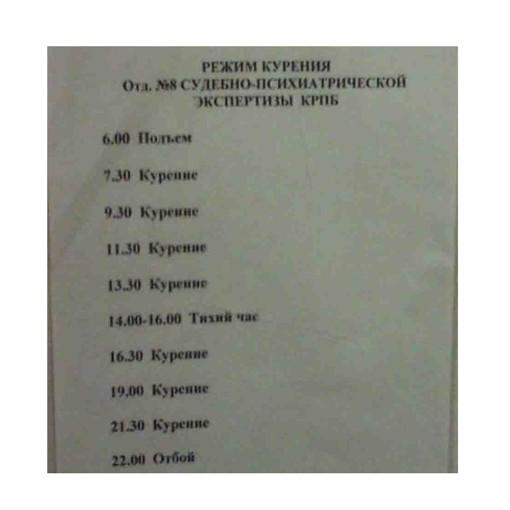 РЕЖИМ КУРЕНИЯ
Отд. №8 СУДЕБНО-ПСИХИАТРИЧЕСКОЙ
ЭКСПЕРТИЗЫ КРПБ
6.00 Подъем
7.30 Курение
9.30 Курение
11.30 Курение
13.30 Курение
14.00-16.00 Тихий час
16.30 Курение
19.00 Курение
21.30 Курение
22.00 Отбой